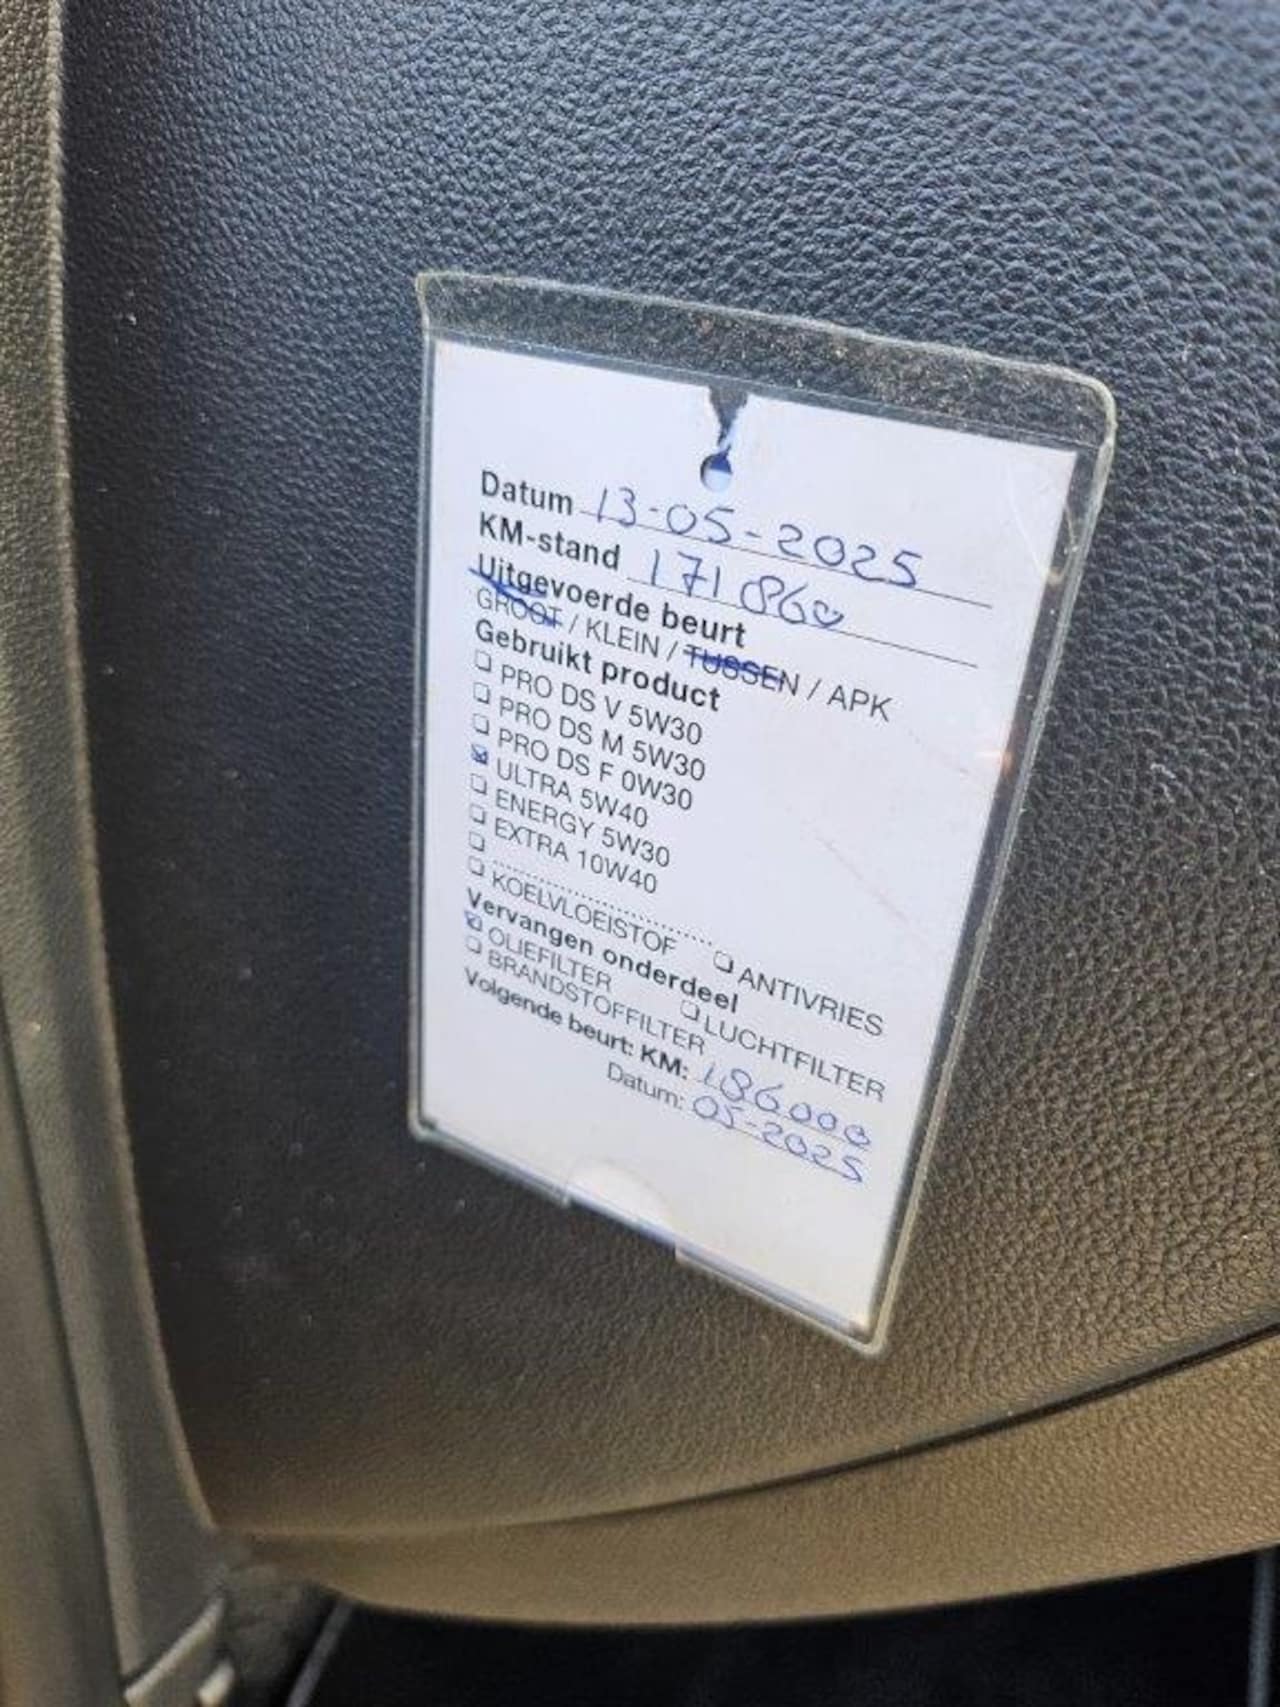 Datum 13-05-2025
KM-stand 171860
Uitgevoerde beurt
GROOT / KLEIN / TUSSEN / APK
Gebruikt product
PRO DS V 5W30
PRO DS M 5W30
PRO DS F 0W30
ULTRA 5W40
ENERGY 5W30
EXTRA 10W40
....................................
KOELVLOEISTOF ANTIVRIES
Vervangen onderdeel
OLIEFILTER LUCHTFILTER
BRANDSTOFFILTER
Volgende beurt: KM: 186000
Datum: 05-2025